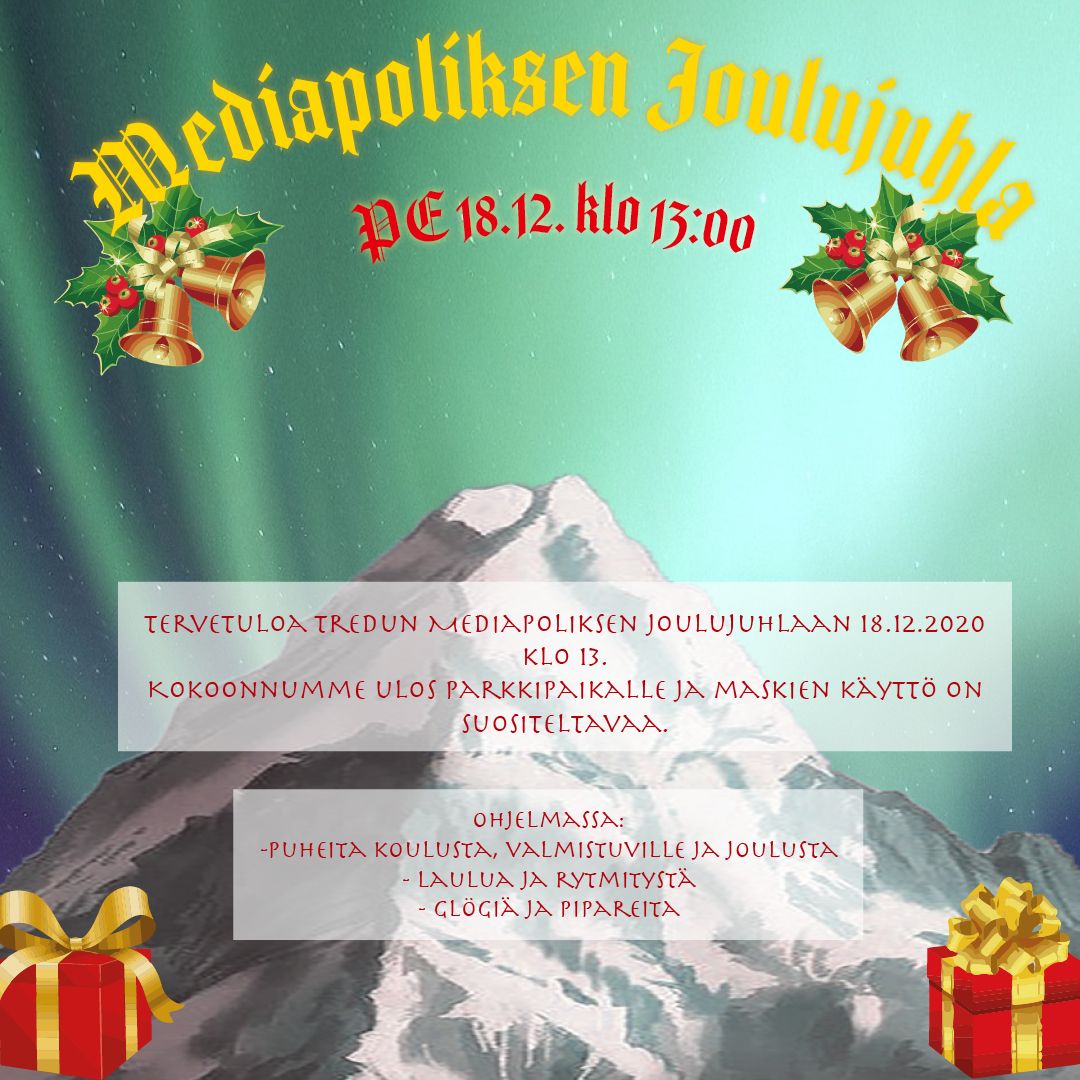 Mediapoliksen Joulujuhla
PE 18.12. klo 13:00
Tervetuloa Tredun Mediapoliksen joulujuhlaan 18.12.2020
klo 13.
Kokoonnumme ulos parkkipaikalle ja maskien käyttö on
suositeltavaa.
Ohjelmassa:
-Puheita koulusta, valmistuville ja joulusta
- Laulua ja rytmitystä
- Glögiä ja pipareita